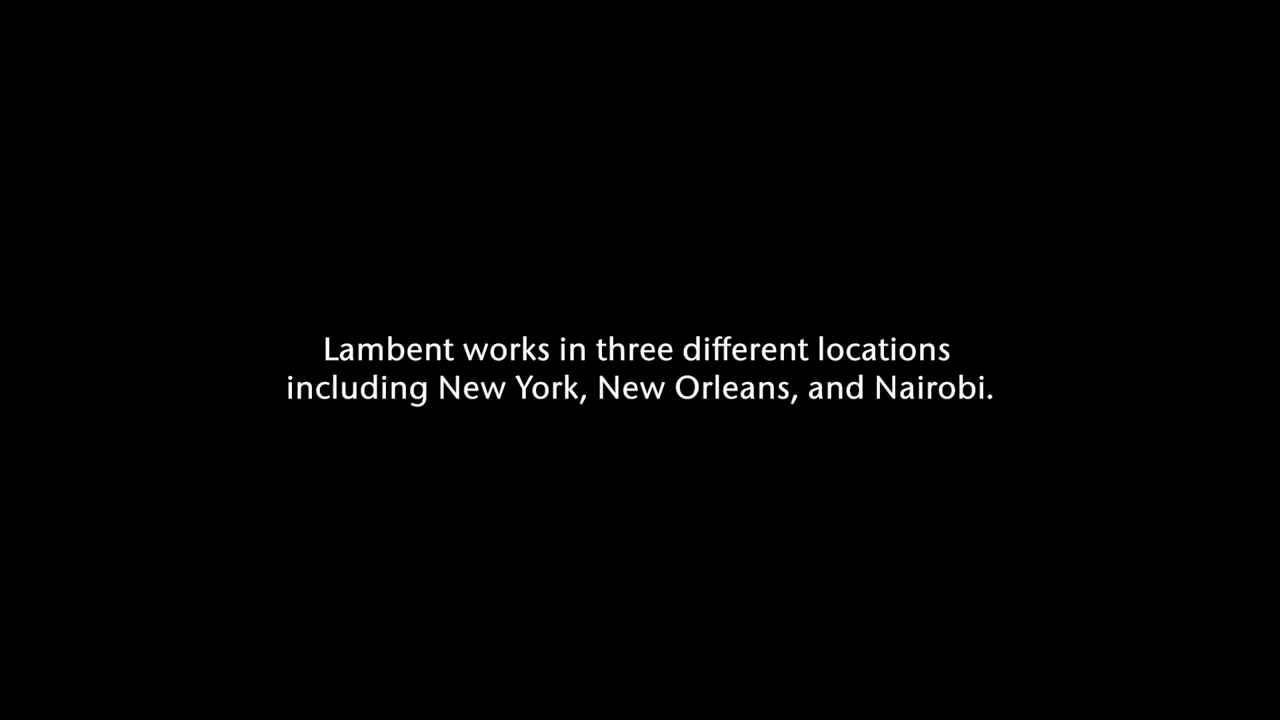 Lambent works in three different locations
including New York, New Orleans, and Nairobi.